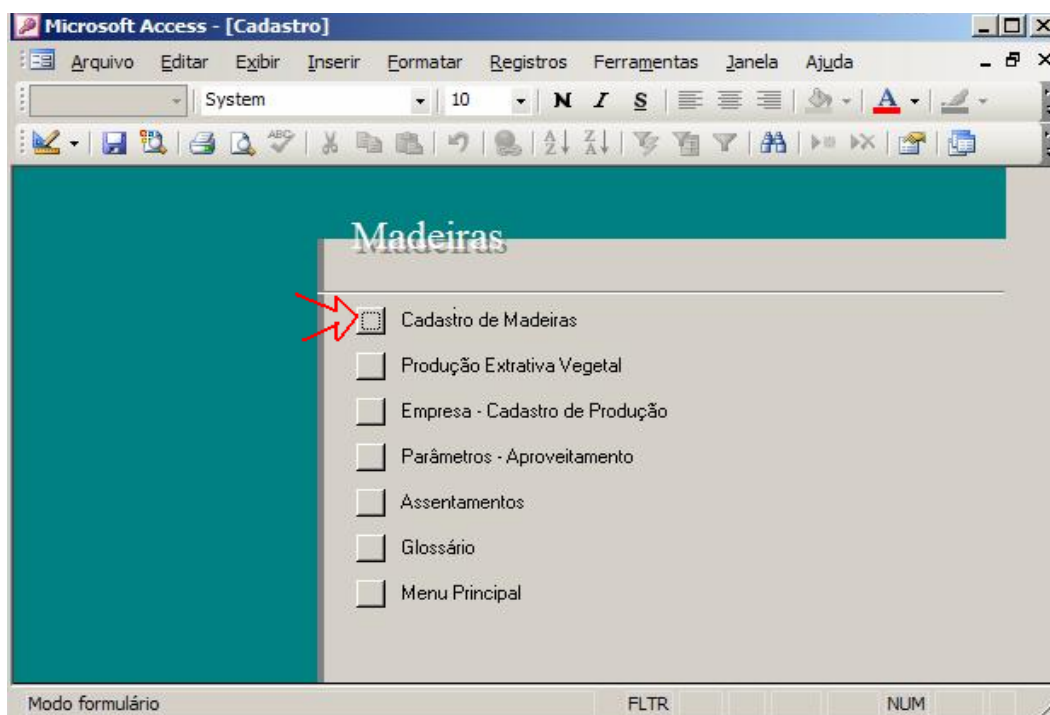 Microsoft Access - [Cadastro]
Arquivo Editar Exibir Inserir Formatar Registros Ferramentas Janela Ajuda
System 10 N I S A
ABC A Z Z A
Madeiras
Cadastro de Madeiras
Produção Extrativa Vegetal
Empresa - Cadastro de Produção
Parâmetros - Aproveitamento
Assentamentos
Glossário
Menu Principal
Modo formulário FLTR NUM